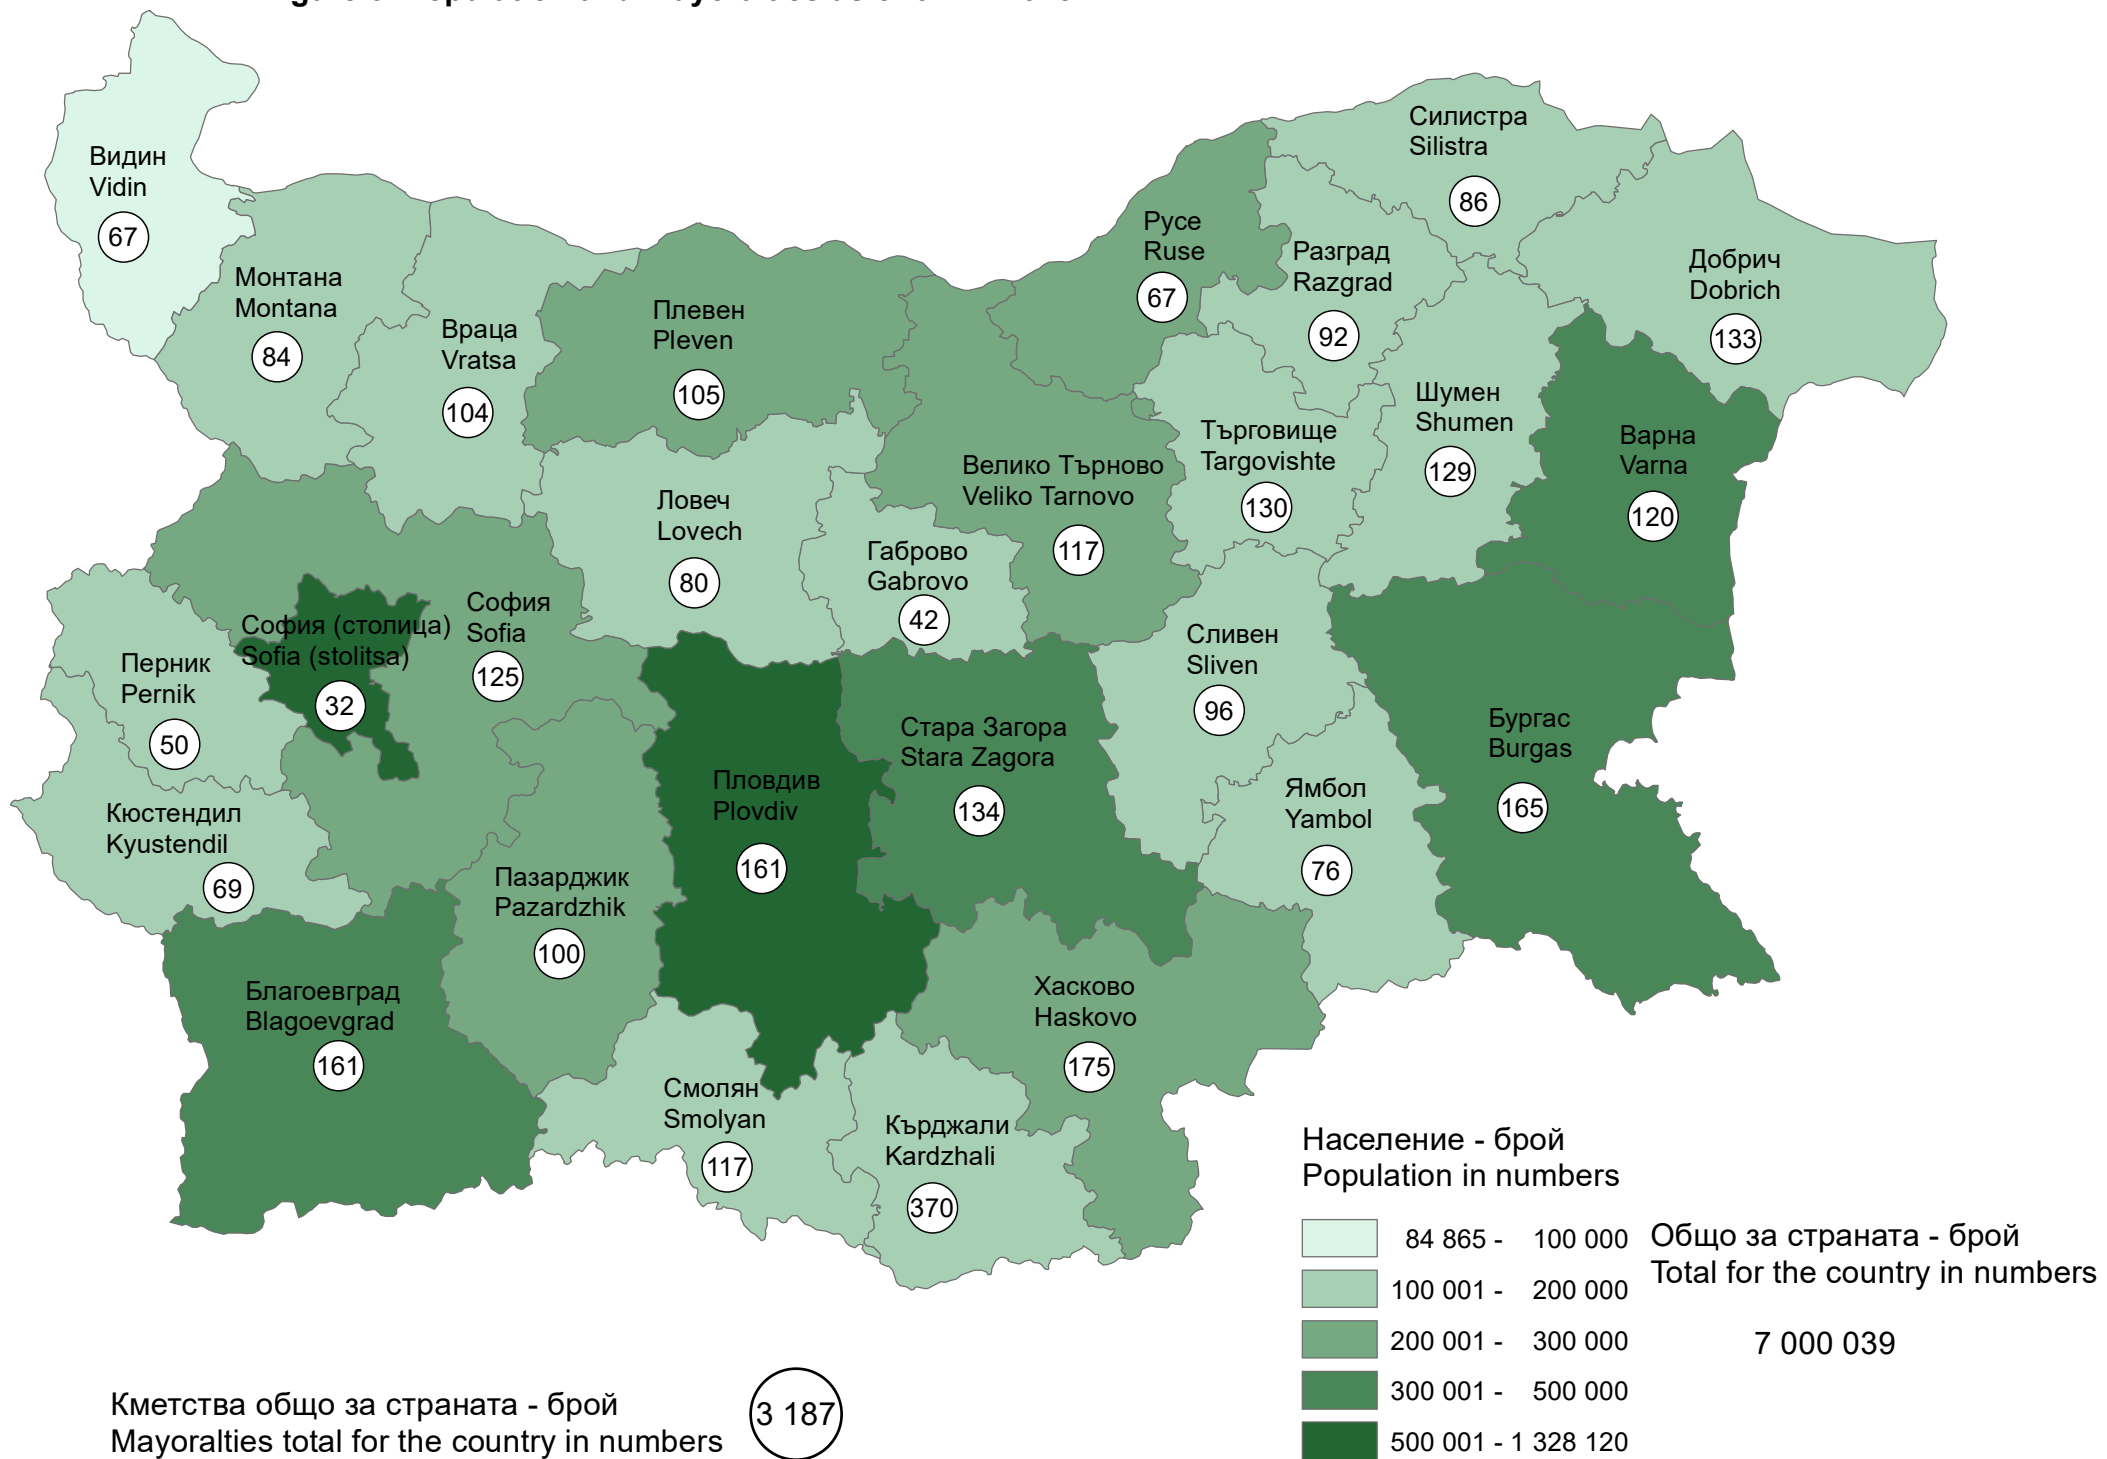 Видин
Vidin
67
Монтана
Montana
84
Враца
Vratsa
104
Плевен
Pleven
105
Русе
Ruse
67
Силистра
Silistra
86
Разград
Razgrad
92
Добрич
Dobrich
133
Шумен
Shumen
129
Търговище
Targovishte
130
Варна
Varna
120
Велико Търново
Veliko Tarnovo
117
Ловеч
Lovech
80
Габрово
Gabrovo
42
София (столица)
Sofia (stolitsa)
32
София
Sofia
125
Перник
Pernik
50
Кюстендил
Kyustendil
69
Сливен
Sliven
96
Стара Загора
Stara Zagora
134
Пловдив
Plovdiv
161
Ямбол
Yambol
76
Бургас
Burgas
165
Пазарджик
Pazardzhik
100
Благоевград
Blagoevgrad
161
Хасково
Haskovo
175
Смолян
Smolyan
117
Кърджали
Kardzhali
370
Население - брой
Population in numbers
84 865 - 100 000
100 001 - 200 000
200 001 - 300 000
300 001 - 500 000
500 001 - 1 328 120
Общо за страната - брой
Total for the country in numbers
7 000 039
Кметства общо за страната - брой
Mayoralties total for the country in numbers
3 187